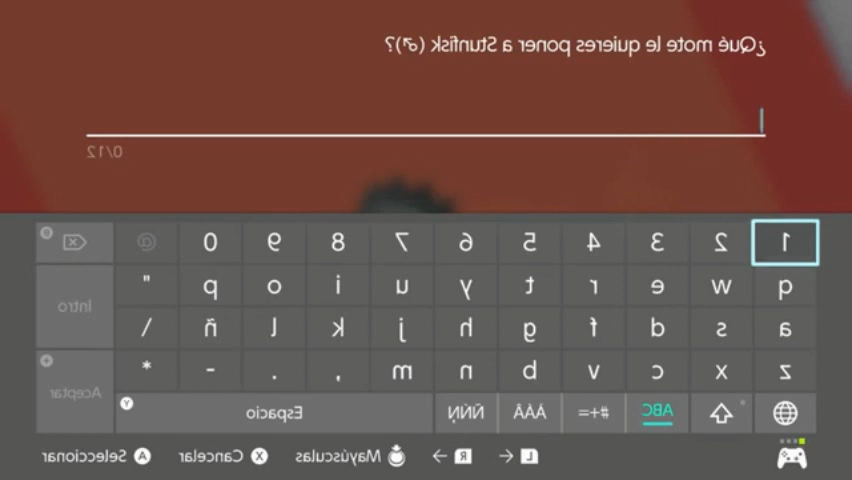 ¿Qué mote le quieres poner a Stunfisk (♂)?
0/12
1 2 3 4 5 6 7 8 9 0 @
q w e r t y u i o p "
a s d f g h j k l ñ \ Intro
z x c v b n m , . - * Aceptar
ABC #+= ÀÁÂ ÑŃŅ Espacio
L ← R → Mayúsculas X Cancelar A Seleccionar